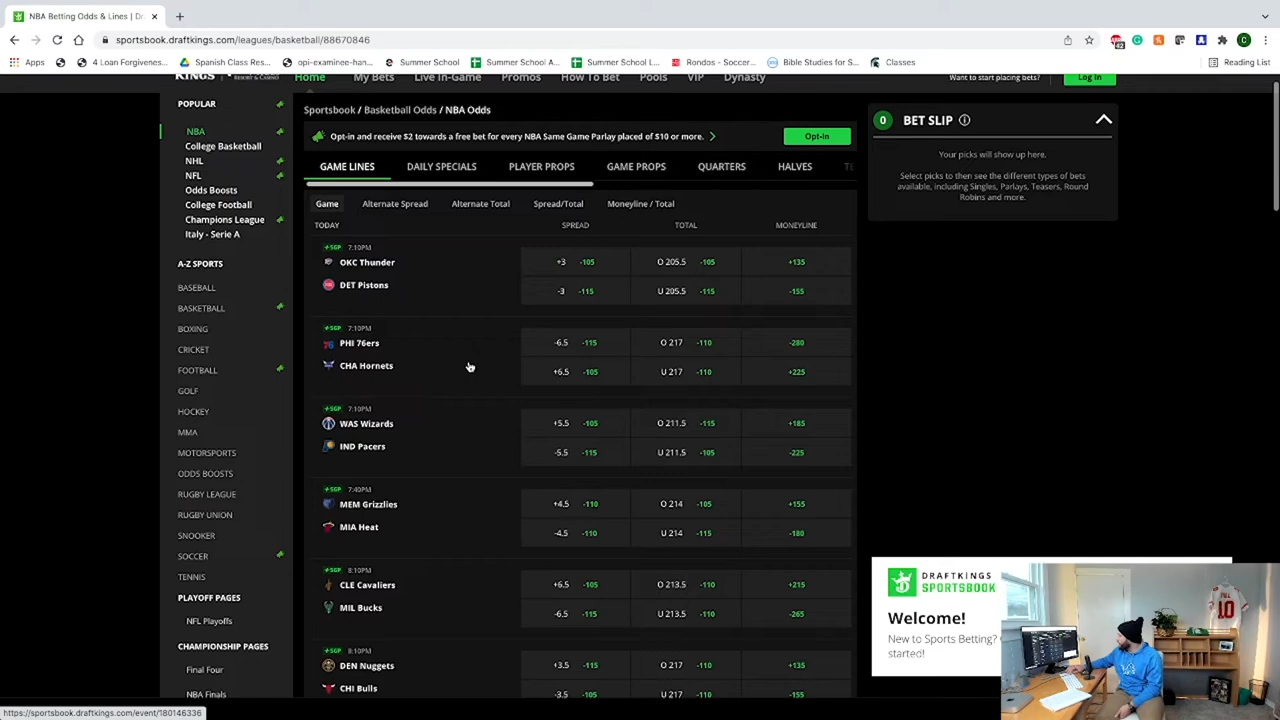 NBA Betting Odds & Lines | Dr
sportsbook.draftkings.com/leagues/basketball/88670846
Apps
4 Loan Forgivenes...
Spanish Class Res...
opi-examinee-han...
Summer School
Summer School A...
Summer School L...
Rondos - Soccer...
Bible Studies for S...
Classes
Reading List
Home
My Bets
Live In-Game
Promos
How To Bet
Pools
VIP
Dynasty
Want to start placing bets?
Log In
POPULAR
NBA
College Basketball
NHL
NFL
Odds Boosts
College Football
Champions League
Italy - Serie A
A-Z SPORTS
BASEBALL
BASKETBALL
BOXING
CRICKET
FOOTBALL
GOLF
HOCKEY
MMA
MOTORSPORTS
ODDS BOOSTS
RUGBY LEAGUE
RUGBY UNION
SNOOKER
SOCCER
TENNIS
PLAYOFF PAGES
NFL Playoffs
CHAMPIONSHIP PAGES
Final Four
NBA Finals
Sportsbook / Basketball Odds / NBA Odds
Opt-in and receive $2 towards a free bet for every NBA Same Game Parlay placed of $10 or more.
Opt-In
GAME LINES DAILY SPECIALS PLAYER PROPS GAME PROPS QUARTERS HALVES TE
Game Alternate Spread Alternate Total Spread/Total Moneyline / Total
TODAY SPREAD TOTAL MONEYLINE
SGP 7:10PM
OKC Thunder +3 -105 O 205.5 -105 +135
DET Pistons -3 -115 U 205.5 -115 -155
SGP 7:10PM
PHI 76ers -6.5 -115 O 217 -110 -280
CHA Hornets +6.5 -105 U 217 -110 +225
SGP 7:10PM
WAS Wizards +5.5 -105 O 211.5 -115 +185
IND Pacers -5.5 -115 U 211.5 -105 -225
SGP 7:40PM
MEM Grizzlies +4.5 -110 O 214 -105 +155
MIA Heat -4.5 -110 U 214 -115 -180
SGP 8:10PM
CLE Cavaliers +6.5 -105 O 213.5 -110 +215
MIL Bucks -6.5 -115 U 213.5 -110 -265
SGP 8:10PM
DEN Nuggets +3.5 -115 O 217 -110 +135
CHI Bulls -3.5 -105 U 217 -110 -155
0 BET SLIP
Your picks will show up here.
Select picks to then see the different types of bets
available, including Singles, Parlays, Teasers, Round
Robins and more.
DRAFTKINGS
SPORTSBOOK
Welcome!
New to Sports Betting?
started!
10
https://sportsbook.draftkings.com/event/180146336